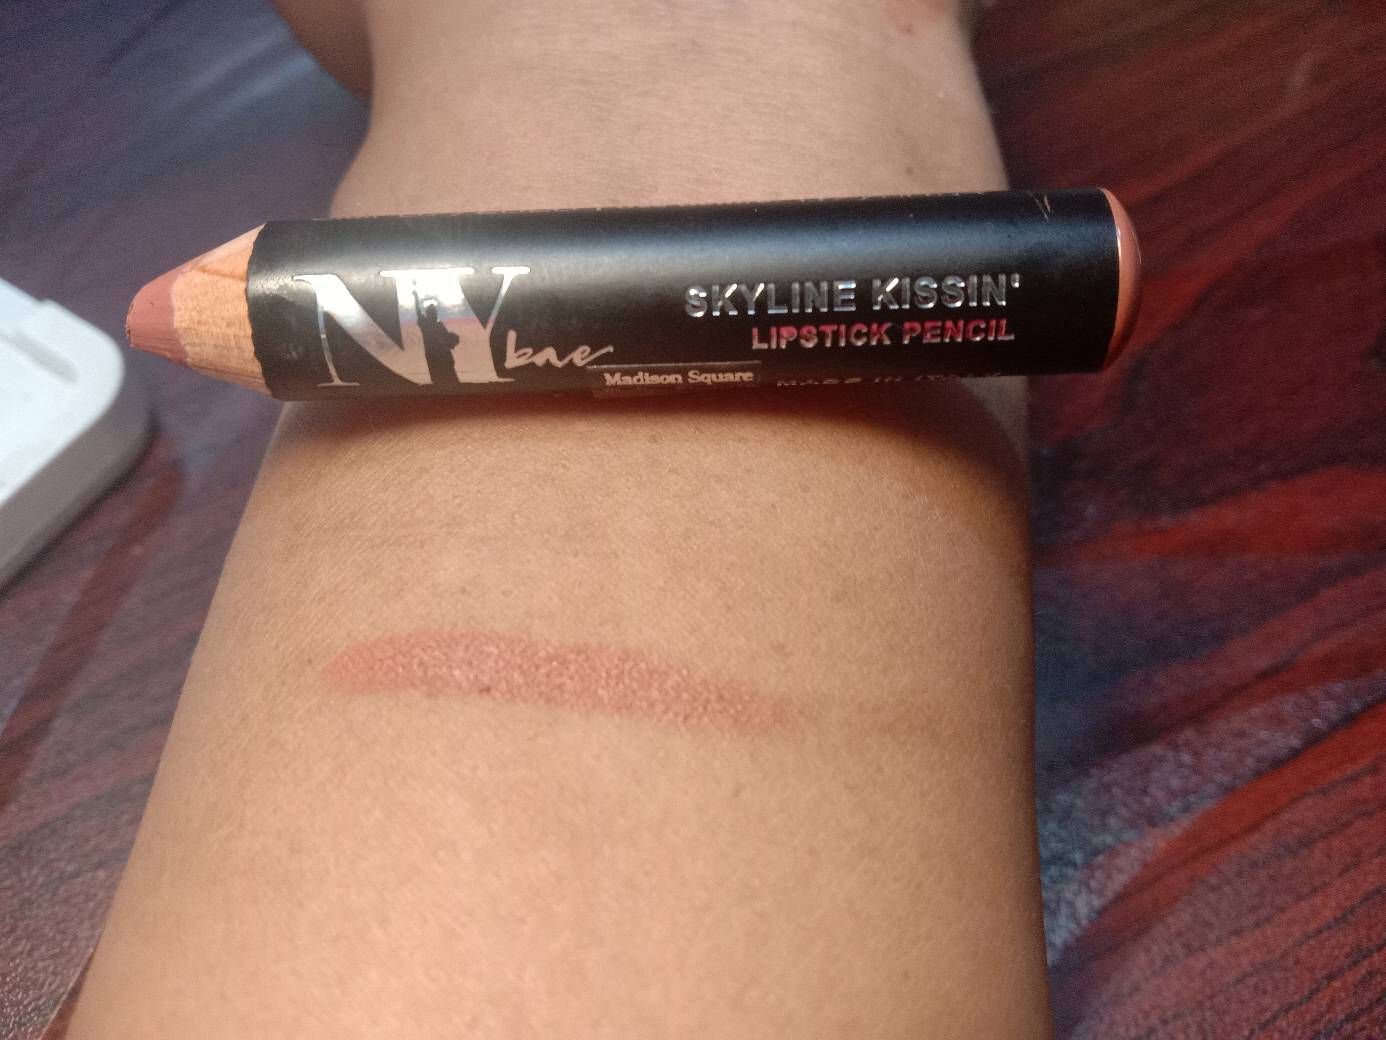 NY bae
SKYLINE KISSIN'
LIPSTICK PENCIL
Madison Square